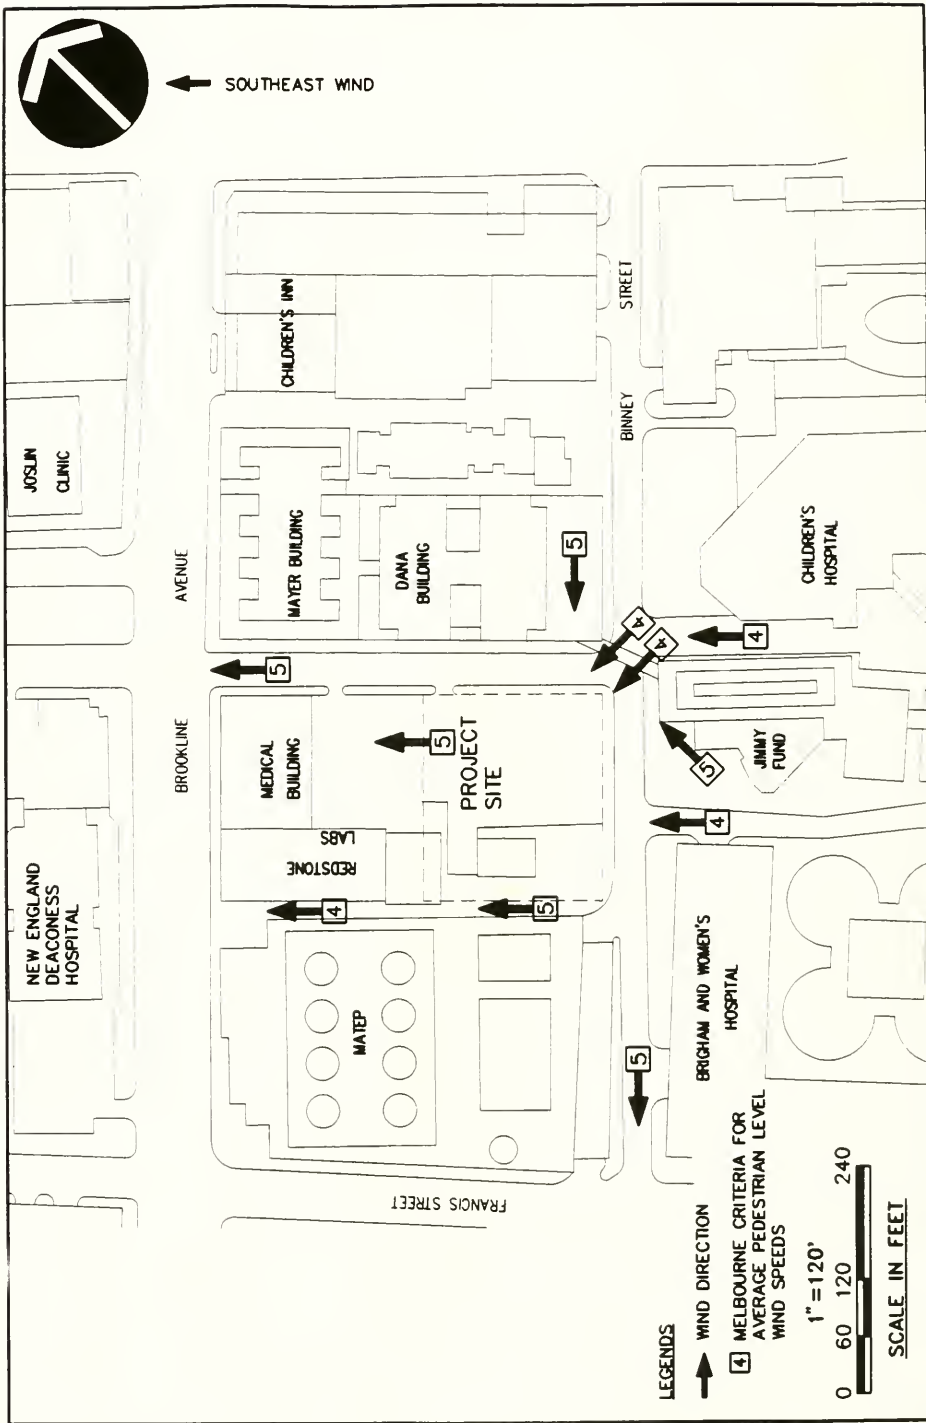 SOUTHEAST WIND
JOSLIN
CLINIC
NEW ENGLAND
DEACONESS
HOSPITAL
BROOKLINE
AVENUE
CHILDREN'S INN
MAYER BUILDING
DANA
BUILDING
MEDICAL
BUILDING
REDSTONE
LABS
PROJECT
SITE
MATEP
FRANCIS STREET
BINNEY
STREET
CHILDREN'S
HOSPITAL
JIMMY
FUND
BRIGHAM AND WOMEN'S
HOSPITAL
5
5
5
4
4
4
5
4
4
5
5
LEGENDS
WIND DIRECTION
4
MELBOURNE CRITERIA FOR
AVERAGE PEDESTRIAN LEVEL
WIND SPEEDS
1" = 120'
0 60 120 240
SCALE IN FEET